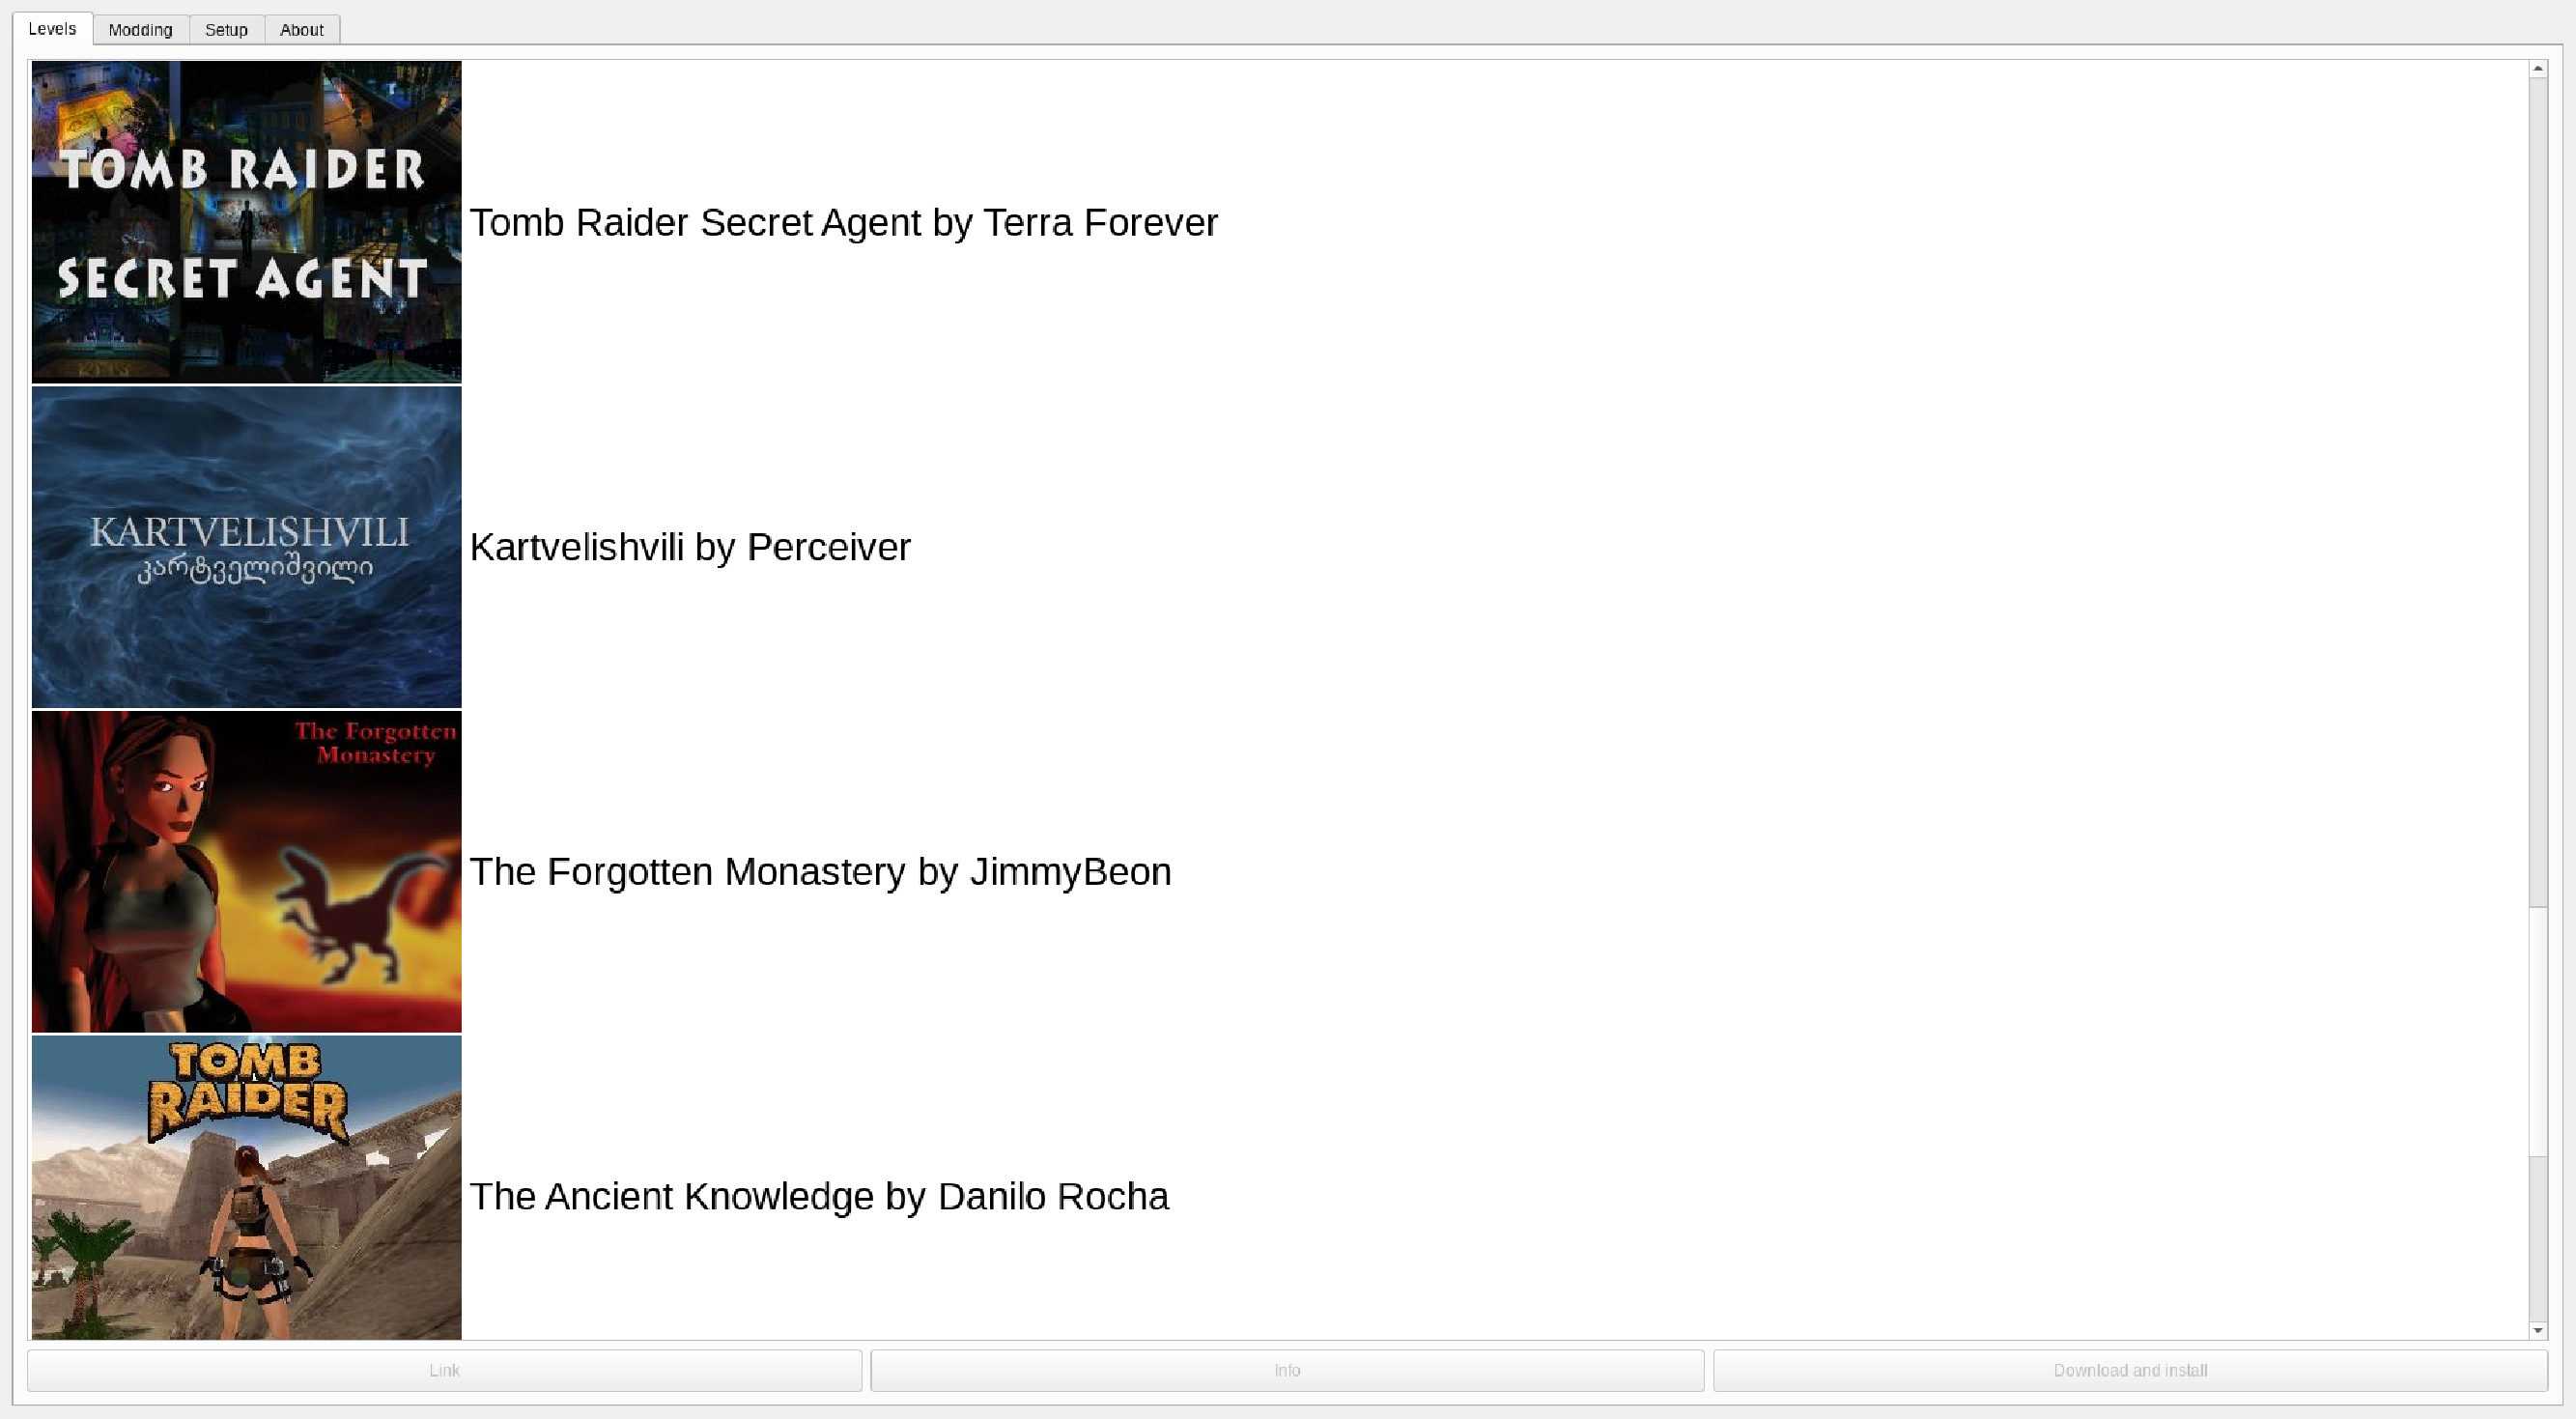 Levels
Modding
Setup
About
TOMB RAIDER
SECRET AGENT
Tomb Raider Secret Agent by Terra Forever
KARTVELISHVILI
კარტველიშვილი
Kartvelishvili by Perceiver
The Forgotten
Monastery
The Forgotten Monastery by JimmyBeon
TOMB
RAIDER
The Ancient Knowledge by Danilo Rocha
Link
Info
Download and install